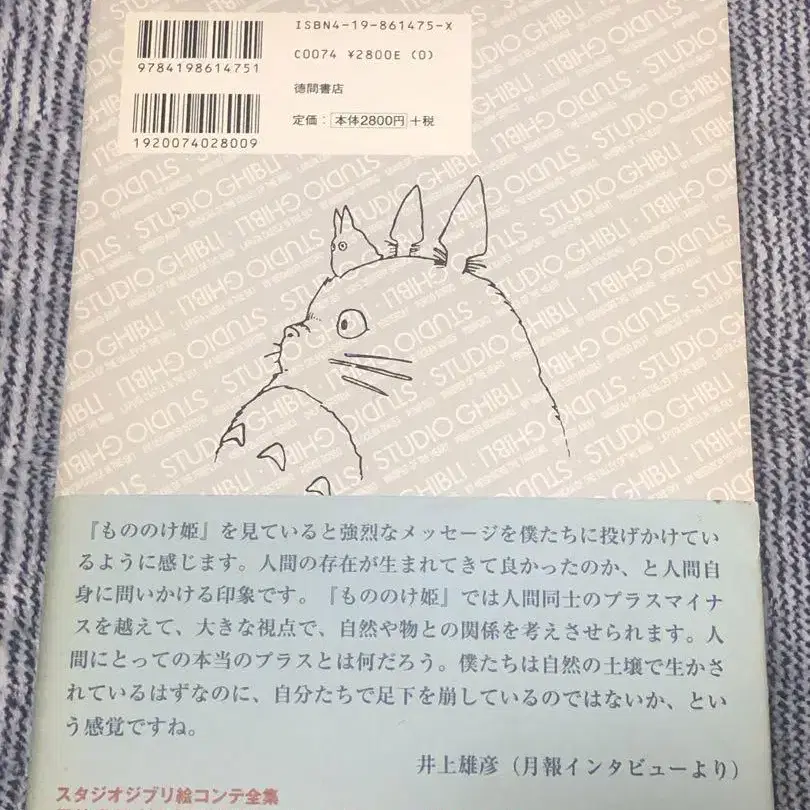 ISBN4-19-861475-X
C0074 ¥2800E (0)
9784198614751
徳間書店
定価：本体2800円+税
1920074028009
STUDIO GHIBLI
『もののけ姫』を見ていると強烈なメッセージを僕たちに投げかけてい
るように感じます。人間の存在が生まれてきて良かったのか、と人間自
身に問いかける印象です。『もののけ姫』では人間同士のプラスマイナ
スを越えて、大きな視点で、自然や物との関係を考えさせられます。人
間にとっての本当のプラスとは何だろう。僕たちは自然の土壌で生かさ
れているはずなのに、自分たちで足下を崩しているのではないか、とい
う感覚ですね。
井上雄彦（月報インタビューより）
スタジオジブリ絵コンテ全集